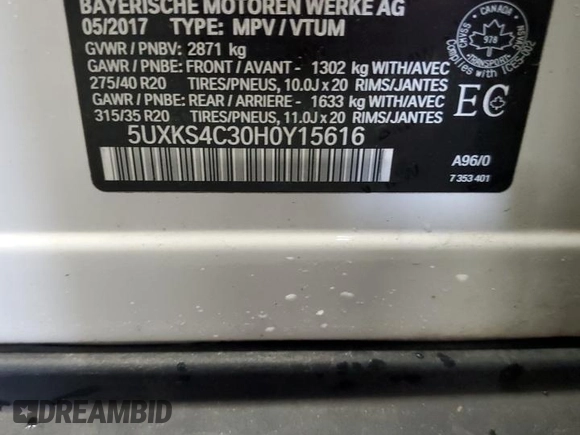 BAYERISCHE MOTOREN WERKE AG
05/2017 TYPE: MPV / VTUM
GVWR / PNBV: 2871 kg
GAWR / PNBE: FRONT / AVANT - 1302 kg WITH/AVEC
275/40 R20 TIRES/PNEUS, 10.0J x 20 RIMS/JANTES
GAWR / PNBE: REAR / ARRIERE - 1633 kg WITH/AVEC
315/35 R20 TIRES/PNEUS, 11.0J x 20 RIMS/JANTES
5UXKS4C30H0Y15616
CANADA
978
TRANSPORT
EC
A96/0
7 353 401
DREAMBID